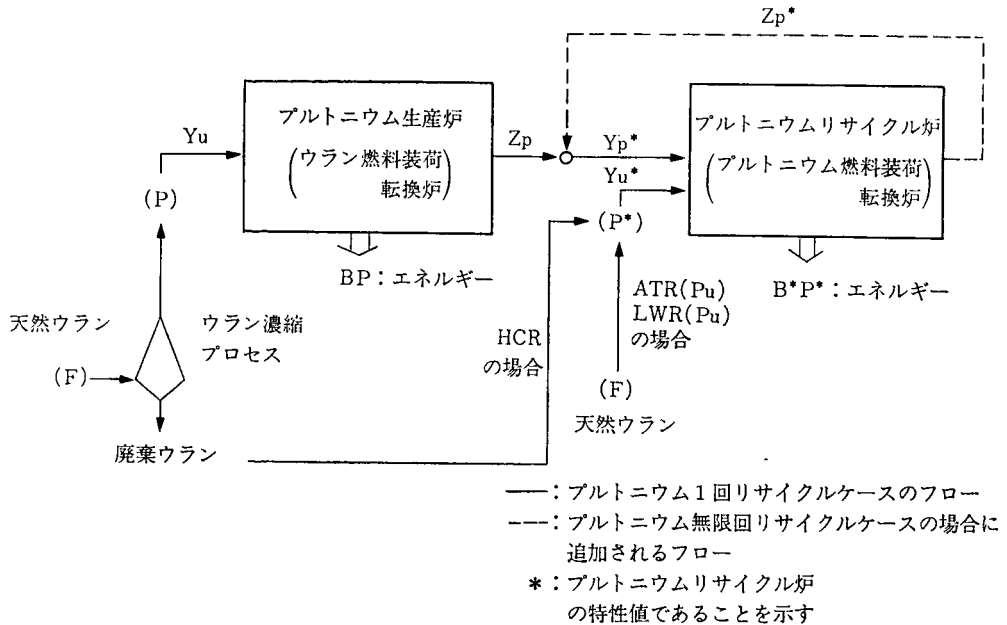 Zp*
プルトニウム生産炉
(ウラン燃料装荷
転換炉)
Yu
(P)
BP:エネルギー
Zp
Yp*
Yu*
(P*)
プルトニウムリサイクル炉
(プルトニウム燃料装荷
転換炉)
B*P*:エネルギー
天然ウラン
(F)
ウラン濃縮
プロセス
廃棄ウラン
HCR
の場合
ATR(Pu)
LWR(Pu)
の場合
(F)
天然ウラン
──:プルトニウム1回リサイクルケースのフロー
---:プルトニウム無限回リサイクルケースの場合に
追加されるフロー
*:プルトニウムリサイクル炉
の特性値であることを示す